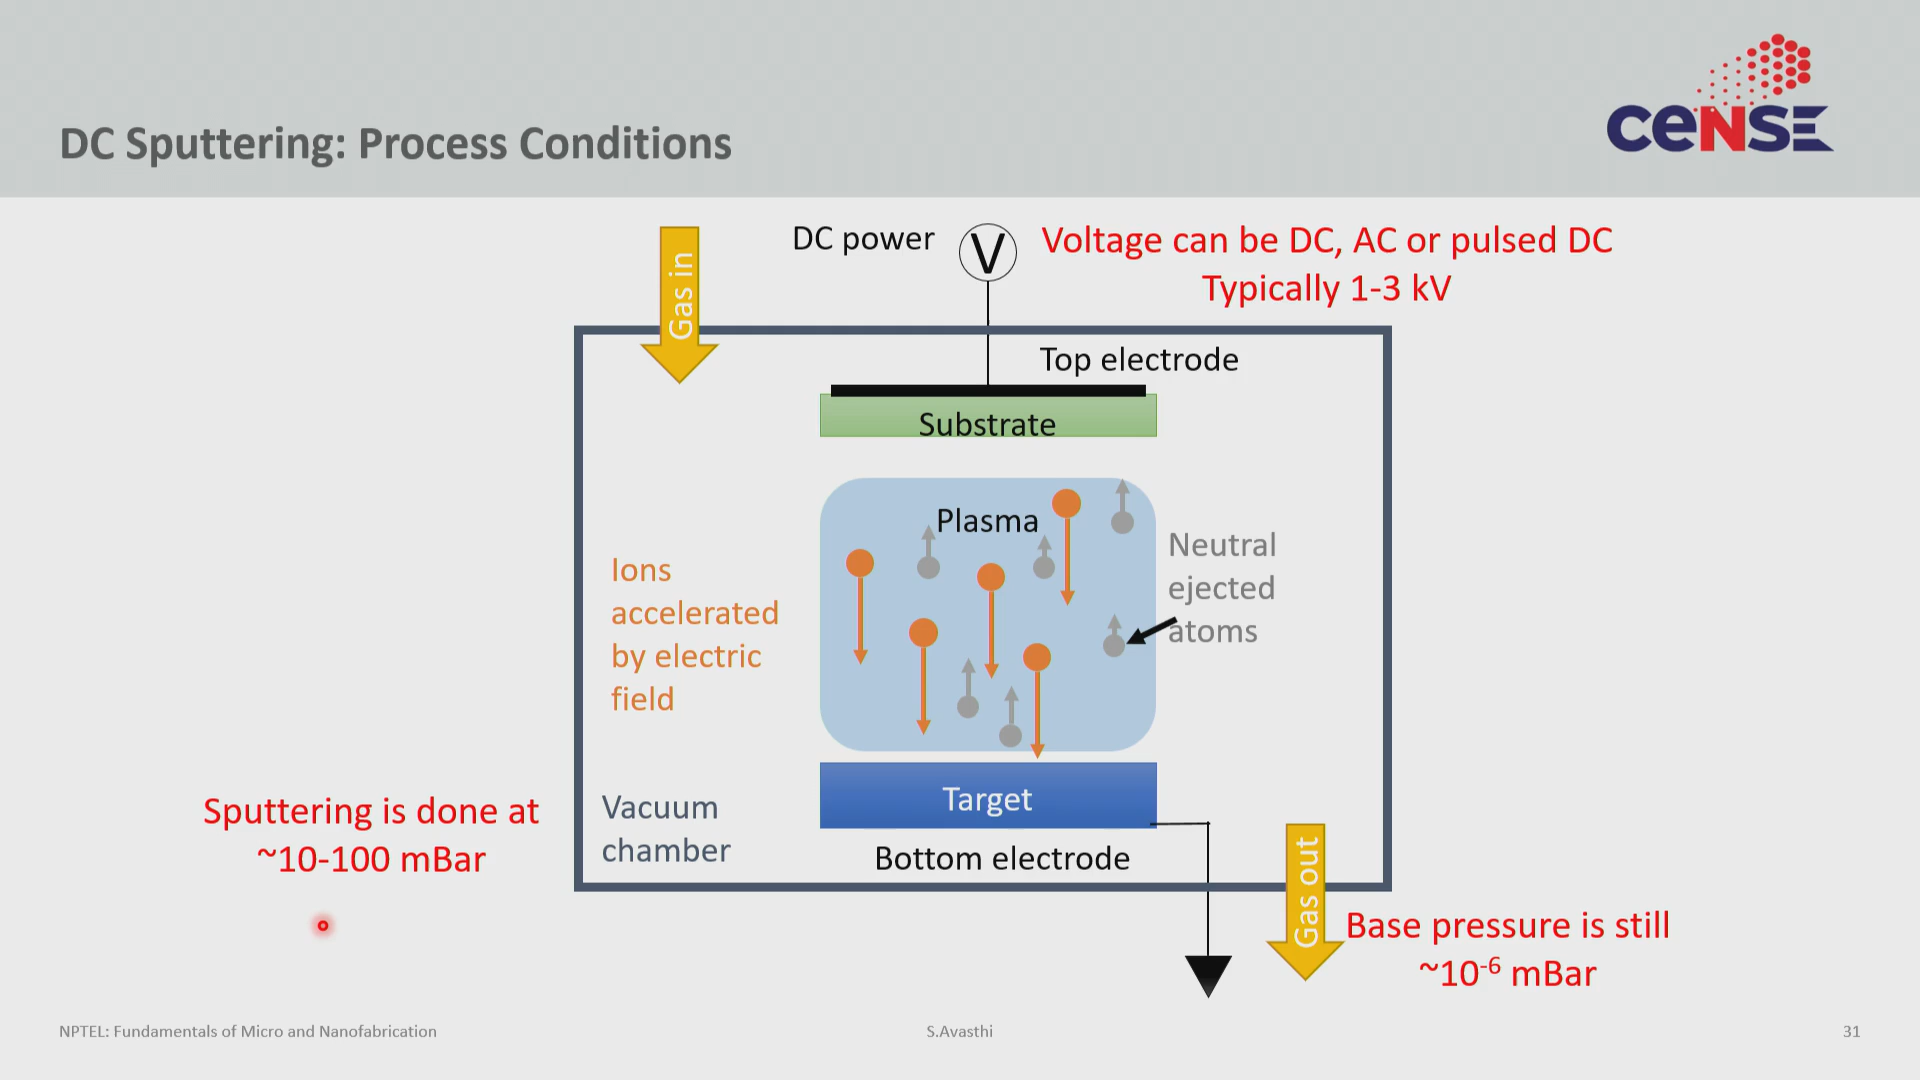 DC Sputtering: Process Conditions
ceNSE
Gas in
DC power
V
Voltage can be DC, AC or pulsed DC
Typically 1-3 kV
Top electrode
Substrate
Plasma
Neutral
ejected
atoms
Ions
accelerated
by electric
field
Target
Vacuum
chamber
Bottom electrode
Sputtering is done at
~10-100 mBar
Gas out
Base pressure is still
~10⁻⁶ mBar
NPTEL: Fundamentals of Micro and Nanofabrication
S.Avasthi
31